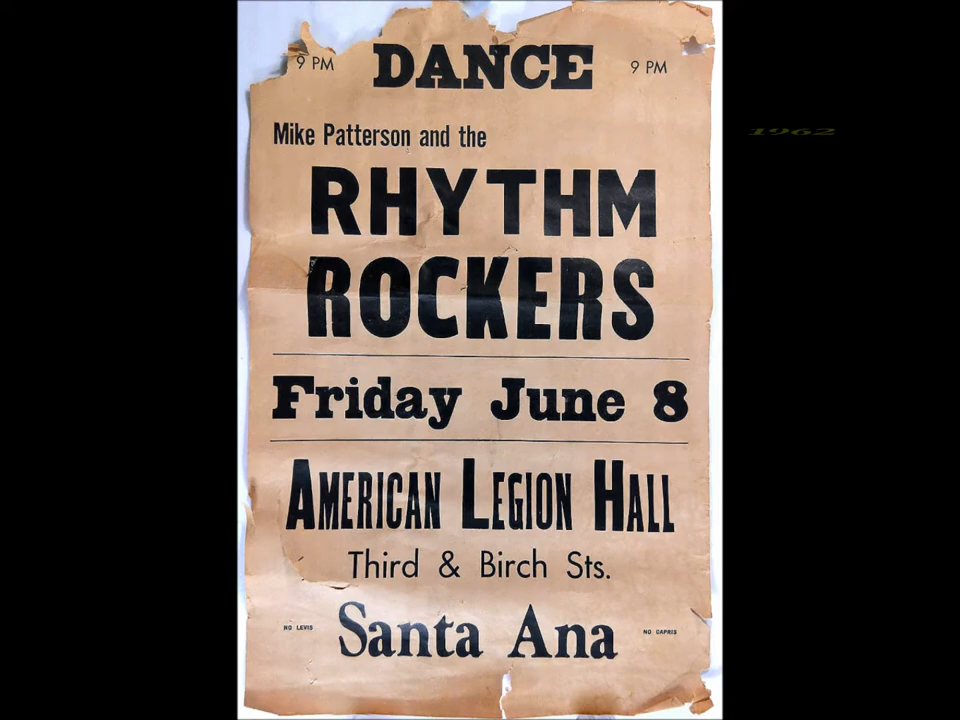 9 PM DANCE 9 PM
1962
Mike Patterson and the
RHYTHM
ROCKERS
Friday June 8
AMERICAN LEGION HALL
Third & Birch Sts.
NO LEVIS Santa Ana NO CAPRIS